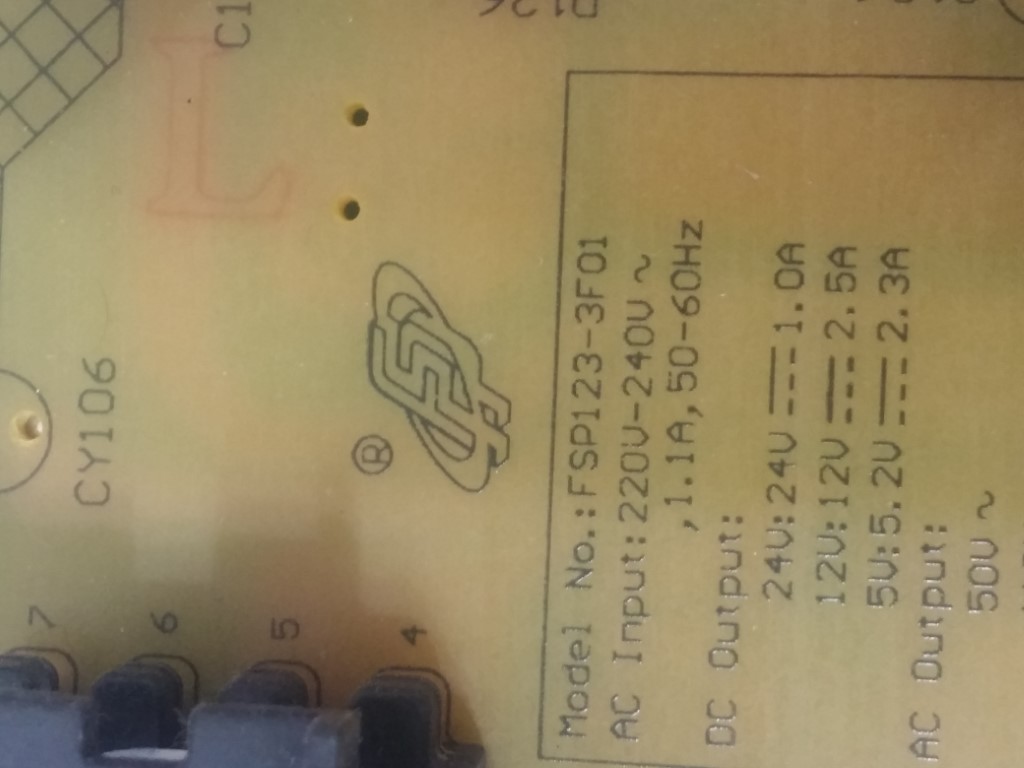 L
CY106
®
7
6
5
4
Model No.:FSP123-3F01
AC Input:220V-240V ~
,1.1A,50-60Hz
DC Output:
24V:24V⎓1.0A
12V:12V⎓2.5A
5V:5.2V⎓2.3A
AC Output:
50V ~